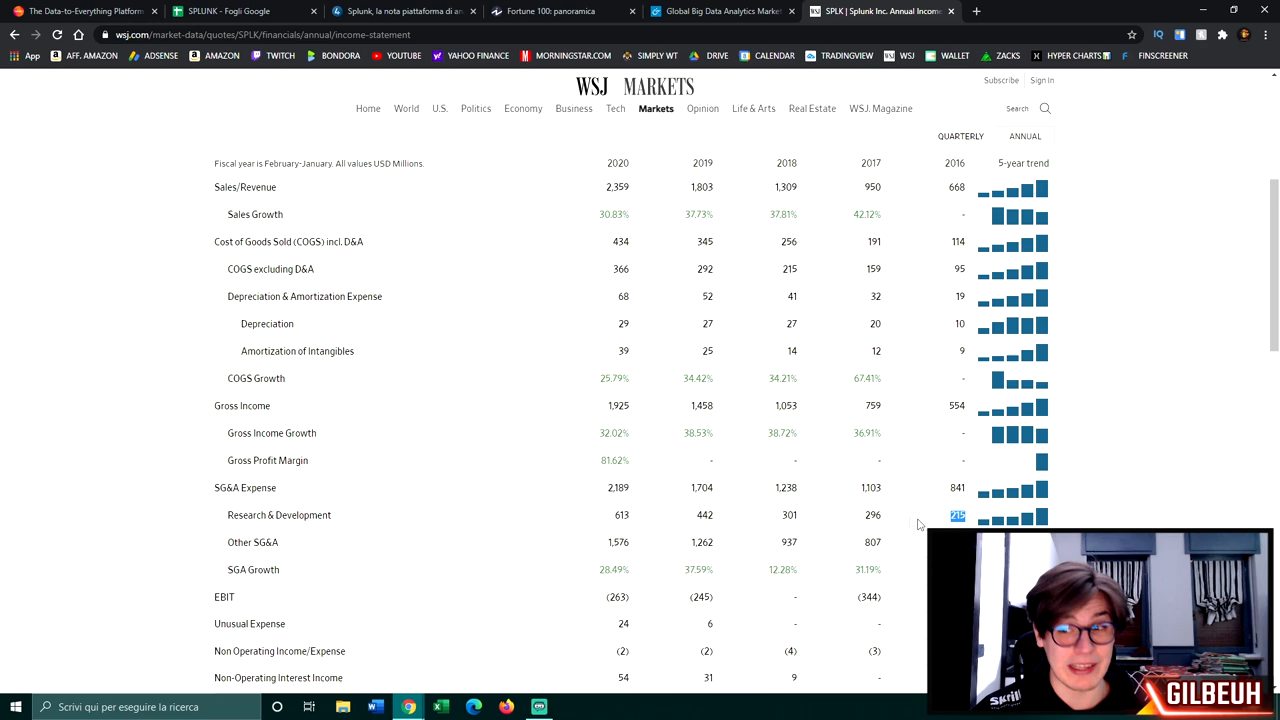 The Data-to-Everything Platform
SPLUNK - Fogli Google
Splunk, la nota piattaforma di an
Fortune 100: panoramica
Global Big Data Analytics Market
SPLK | Splunk Inc. Annual Incom
wsj.com/market-data/quotes/SPLK/financials/annual/income-statement
App AFF. AMAZON ADSENSE AMAZON TWITCH BONDORA YOUTUBE YAHOO FINANCE MORNINGSTAR.COM SIMPLY WT DRIVE CALENDAR TRADINGVIEW WSJ WALLET ZACKS HYPER CHARTS FINSCREENER
WSJ MARKETS
Subscribe Sign In
Home World U.S. Politics Economy Business Tech Markets Opinion Life & Arts Real Estate WSJ. Magazine
Search
QUARTERLY ANNUAL
Fiscal year is February-January. All values USD Millions. 2020 2019 2018 2017 2016 5-year trend
Sales/Revenue 2,359 1,803 1,309 950 668
Sales Growth 30.83% 37.73% 37.81% 42.12% -
Cost of Goods Sold (COGS) incl. D&A 434 345 256 191 114
COGS excluding D&A 366 292 215 159 95
Depreciation & Amortization Expense 68 52 41 32 19
Depreciation 29 27 27 20 10
Amortization of Intangibles 39 25 14 12 9
COGS Growth 25.79% 34.42% 34.21% 67.41% -
Gross Income 1,925 1,458 1,053 759 554
Gross Income Growth 32.02% 38.53% 38.72% 36.91% -
Gross Profit Margin 81.62% - - - -
SG&A Expense 2,189 1,704 1,238 1,103 841
Research & Development 613 442 301 296 215
Other SG&A 1,576 1,262 937 807
SGA Growth 28.49% 37.59% 12.28% 31.19%
EBIT (263) (245) - (344)
Unusual Expense 24 6 - -
Non Operating Income/Expense (2) (2) (4) (3)
Non-Operating Interest Income 54 31 9 -
GILBEUH
Scrivi qui per eseguire la ricerca